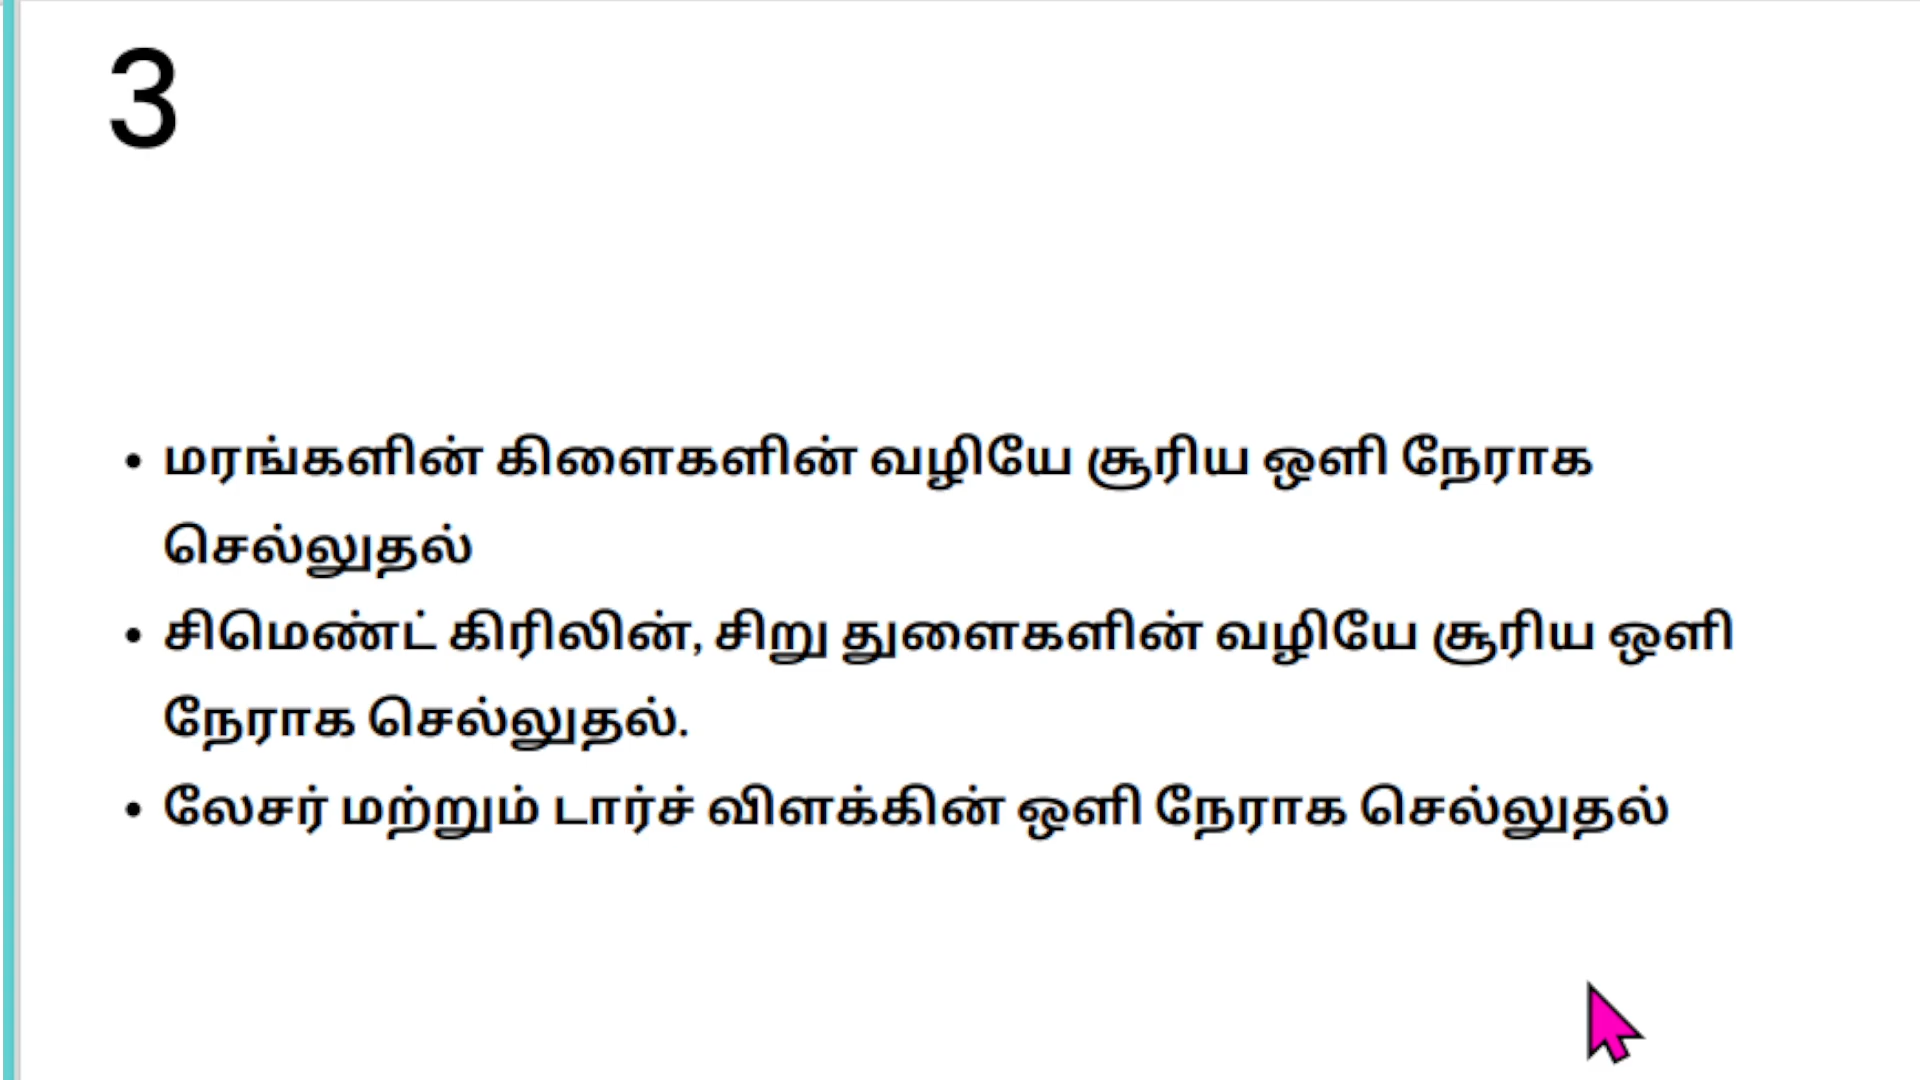 3
• மரங்களின் கிளைகளின் வழியே சூரிய ஒளி நேராக
செல்லுதல்
• சிமெண்ட் கிரிலின், சிறு துளைகளின் வழியே சூரிய ஒளி
நேராக செல்லுதல்.
• லேசர் மற்றும் டார்ச் விளக்கின் ஒளி நேராக செல்லுதல்